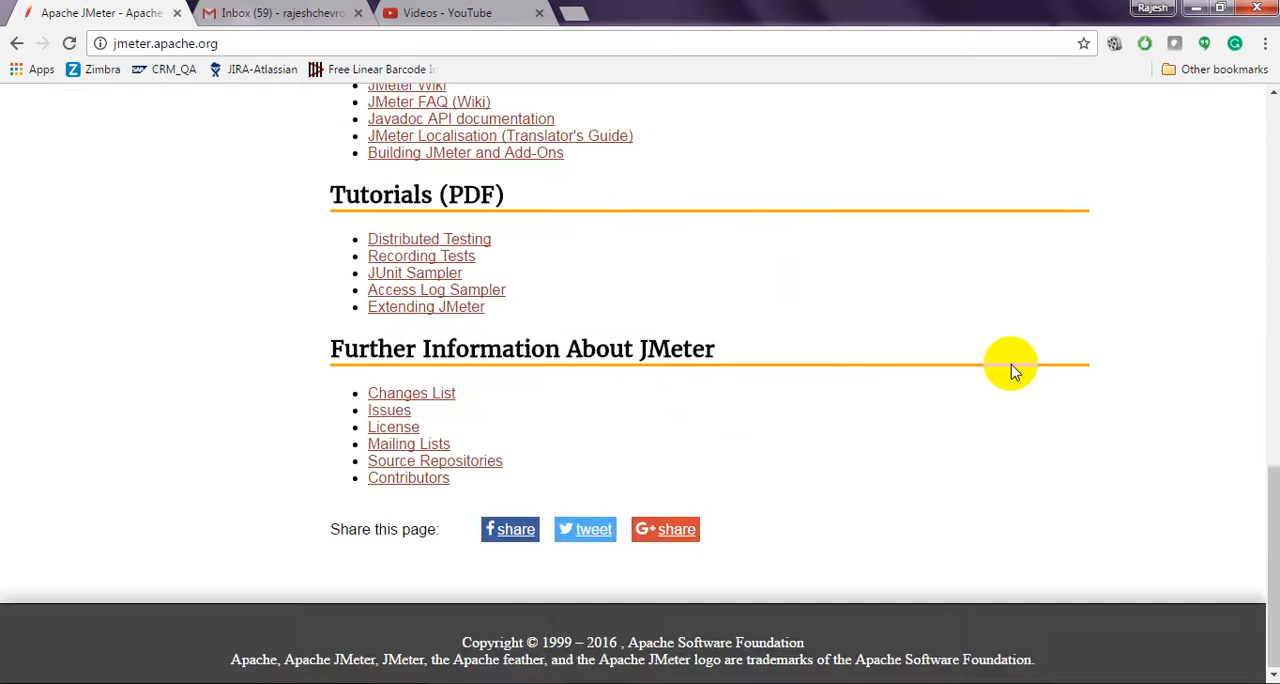 Apache JMeter - Apache
Inbox (59) - rajeshchevro
Videos - YouTube
Rajesh
jmeter.apache.org
Apps
Zimbra
CRM_QA
JIRA-Atlassian
Free Linear Barcode
Other bookmarks
JMeter Wiki
JMeter FAQ (Wiki)
Javadoc API documentation
JMeter Localisation (Translator's Guide)
Building JMeter and Add-Ons
Tutorials (PDF)
Distributed Testing
Recording Tests
JUnit Sampler
Access Log Sampler
Extending JMeter
Further Information About JMeter
Changes List
Issues
License
Mailing Lists
Source Repositories
Contributors
Share this page:
share
tweet
G+ share
Copyright © 1999 – 2016 , Apache Software Foundation
Apache, Apache JMeter, JMeter, the Apache feather, and the Apache JMeter logo are trademarks of the Apache Software Foundation.